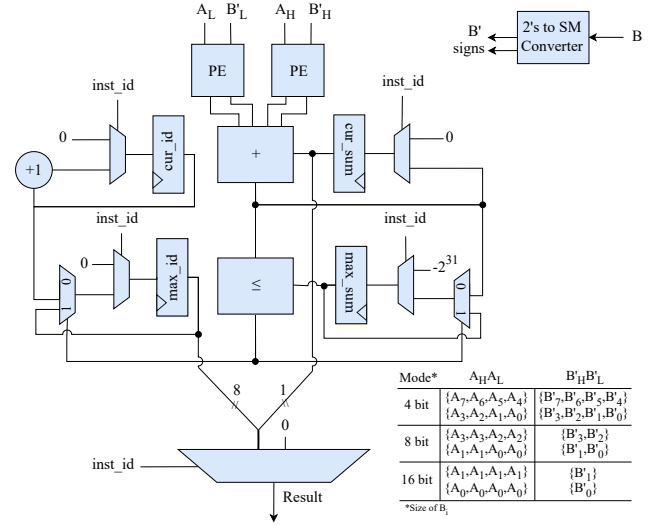 A_L B'_L A_H B'_H
2's to SM
Converter
B'
signs
B
PE PE
inst_id
inst_id
0
cur_id
+
cur_sum
0
+1
inst_id
inst_id
0
max_id
≤
max_sum
-2^31
0
1
0
1
8
1
0
inst_id
Result
Mode* A_HA_L B'_HB'_L
4 bit {A_7,A_6,A_5,A_4} {B'_7,B'_6,B'_5,B'_4}
{A_3,A_2,A_1,A_0} {B'_3,B'_2,B'_1,B'_0}
8 bit {A_3,A_3,A_2,A_2} {B'_3,B'_2}
{A_1,A_1,A_0,A_0} {B'_1,B'_0}
16 bit {A_1,A_1,A_1,A_1} {B'_1}
{A_0,A_0,A_0,A_0} {B'_0}
*Size of B_i